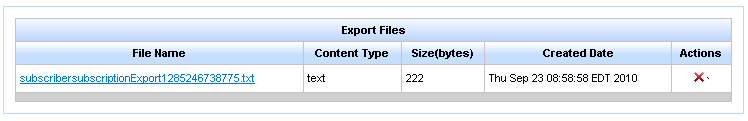 Export Files
File Name Content Type Size(bytes) Created Date Actions
subscribersubscriptionExport1285246738775.txt text 222 Thu Sep 23 08:58:58 EDT 2010